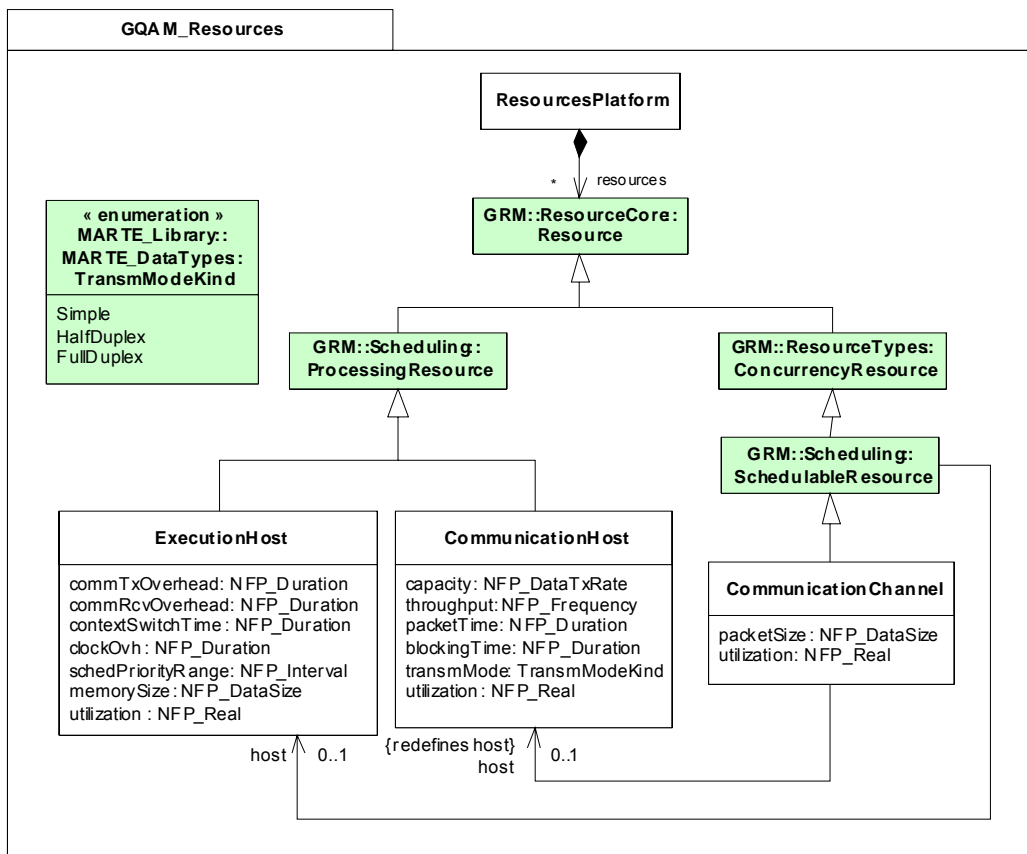 GQAM_Resources
ResourcesPlatform
* resources
GRM::ResourceCore::
Resource
« enumeration »
MARTE_Library::
MARTE_DataTypes:
TransmModeKind
Simple
HalfDuplex
FullDuplex
GRM::Scheduling::
ProcessingResource
GRM::ResourceTypes:
ConcurrencyResource
GRM::Scheduling::
SchedulableResource
ExecutionHost
commTxOverhead: NFP_Duration
commRcvOverhead: NFP_Duration
contextSwitchTime : NFP_Duration
clockOvh : NFP_Duration
schedPriorityRange : NFP_Interval
memorySize : NFP_DataSize
utilization : NFP_Real
CommunicationHost
capacity: NFP_DataTxRate
throughput: NFP_Frequency
packetTime : NFP_Duration
blockingTime : NFP_Duration
transmMode: TransmModeKind
utilization : NFP_Real
CommunicationChannel
packetSize : NFP_DataSize
utilization: NFP_Real
host 0..1
{redefines host} 0..1
host